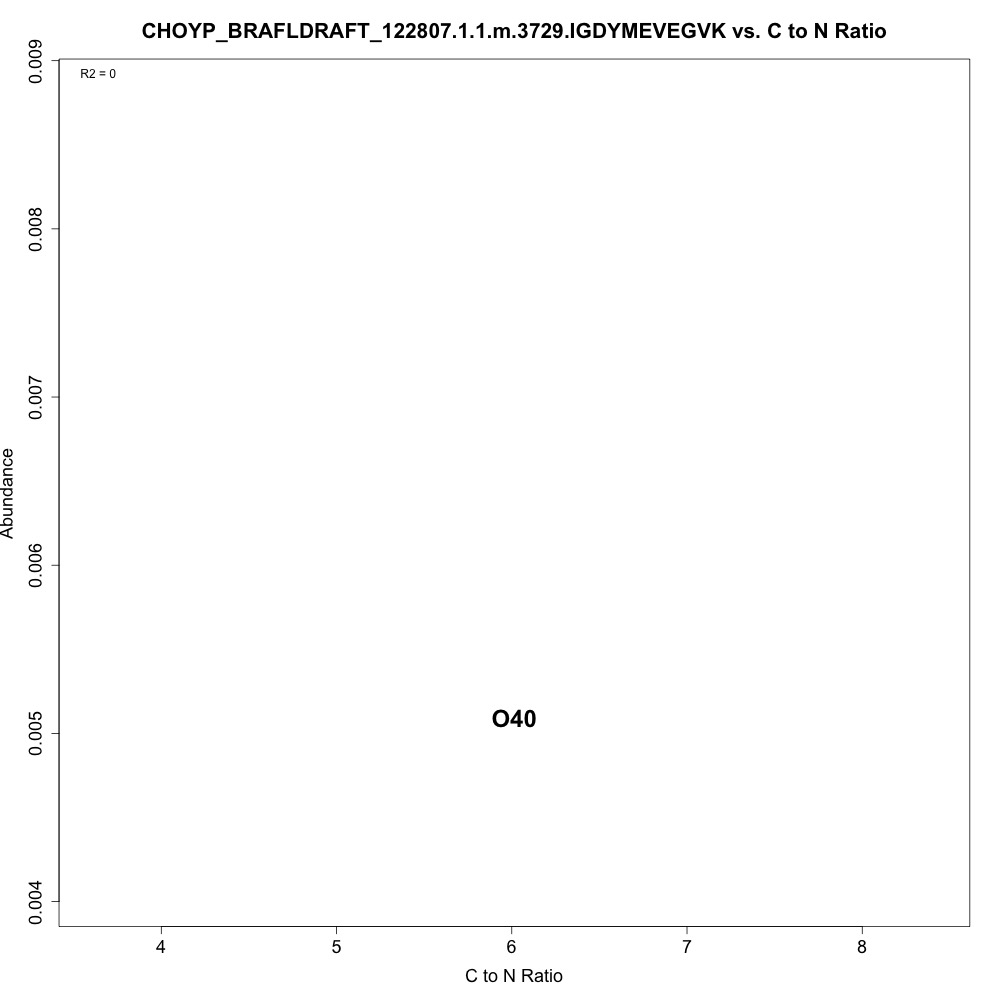 CHOYP_BRAFLDRAFT_122807.1.1.m.3729.IGDYMEVEGVK vs. C to N Ratio
R2 = 0
0.009
0.008
0.007
0.006
0.005
0.004
Abundance
O40
4 5 6 7 8
C to N Ratio